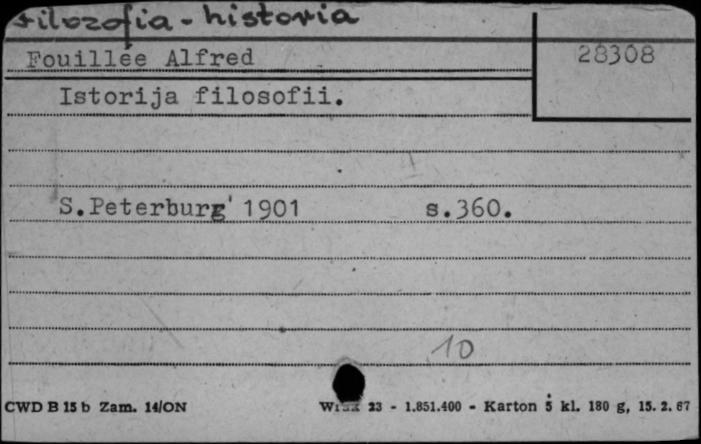 Filozofia - historia
Fouillée Alfred
28308
Istorija filosofii.
S.Peterburg' 1901 s.360.
10
CWD B 15 b Zam. 14/ON
23 - 1.851.400 - Karton 5 kl. 180 g, 15. 2. 67